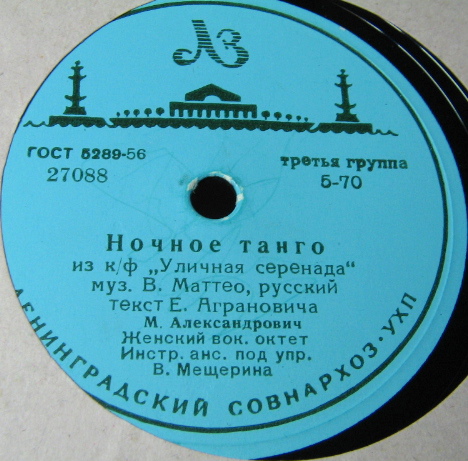 ЛЗ
ГОСТ 5289-56
27088
третья группа
Б-70
Ночное танго
из к/ф „Уличная серенада"
муз. В. Маттео, русский
текст Е. Аграновича
М. Александрович
Женский вок. октет
Инстр. анс. под упр.
В. Мещерина
ЛЕНИНГРАДСКИЙ СОВНАРХОЗ·УХП